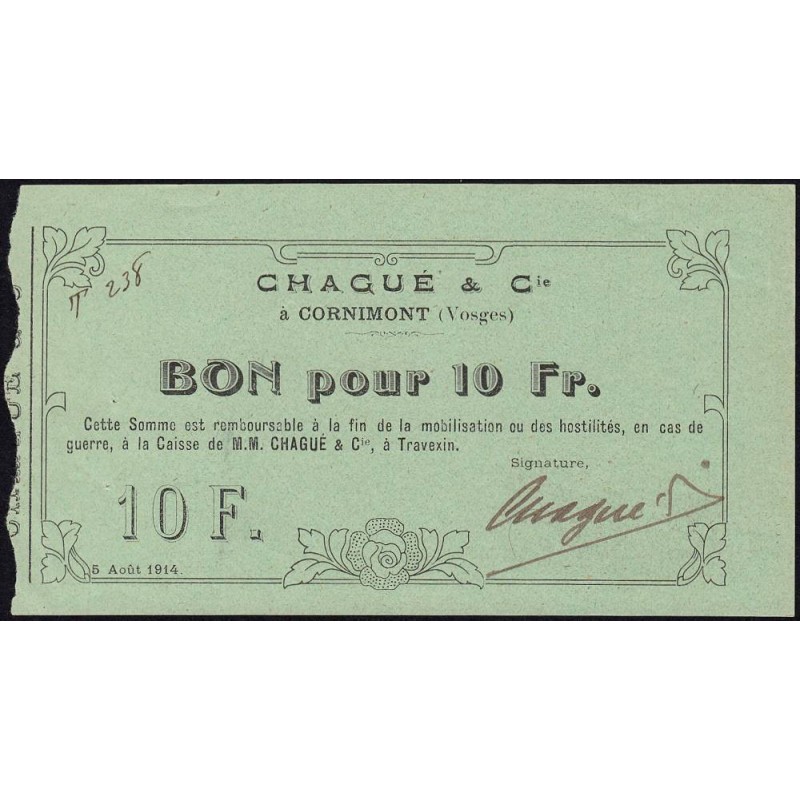 238
CHAGUÉ & Cie
à CORNIMONT (Vosges)
BON pour 10 Fr.
Cette Somme est remboursable à la fin de la mobilisation ou des hostilités, en cas de
guerre, à la Caisse de M.M. CHAGUÉ & Cie, à Travexin.
Signature,
Chagué
10 F.
5 Août 1914.